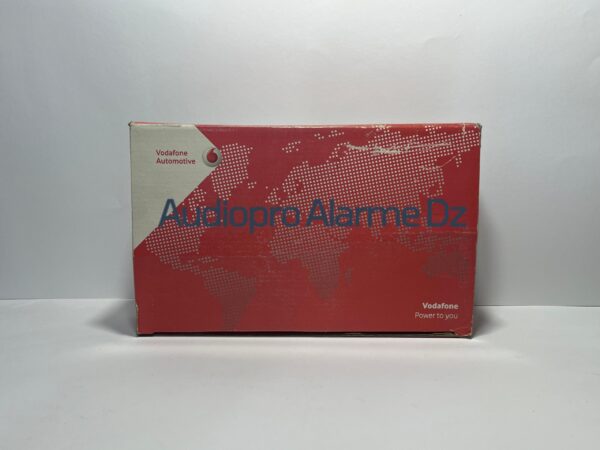 Vodafone
Automotive
Audiopro Alarme Dz
Vodafone
Power to you